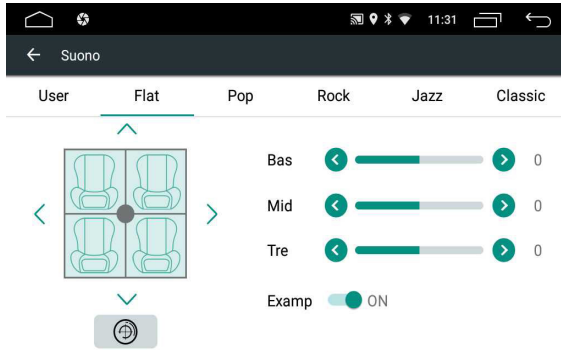 11:31
Suono
User Flat Pop Rock Jazz Classic
Bas 0
Mid 0
Tre 0
Examp ON